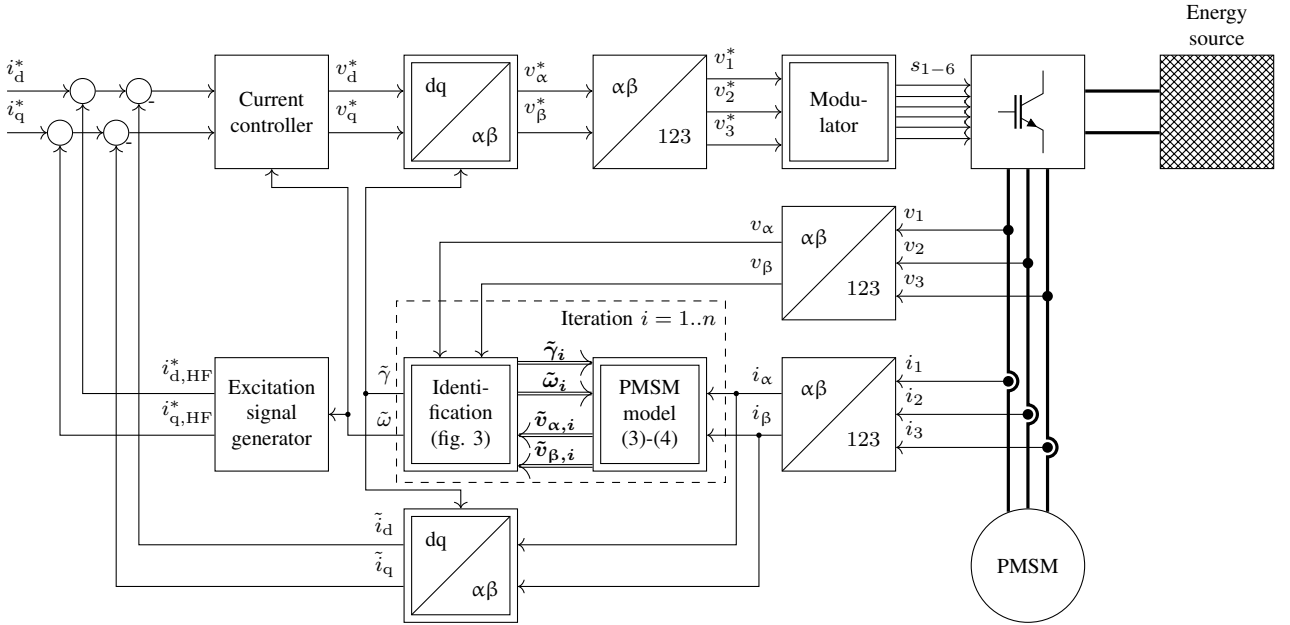 Energy
source
i*d
i*q
-
-
Current
controller
v*d
v*q
dq
αβ
v*α
v*β
αβ
123
v*1
v*2
v*3
Modu-
lator
s1−6
vα
vβ
αβ
123
v1
v2
v3
Iteration i = 1..n
i*d,HF
i*q,HF
Excitation
signal
generator
γ̃
ω̃
Identi-
fication
(fig. 3)
γ̃i
ω̃i
ṽα,i
ṽβ,i
PMSM
model
(3)-(4)
iα
iβ
αβ
123
i1
i2
i3
ĩd
ĩq
dq
αβ
PMSM